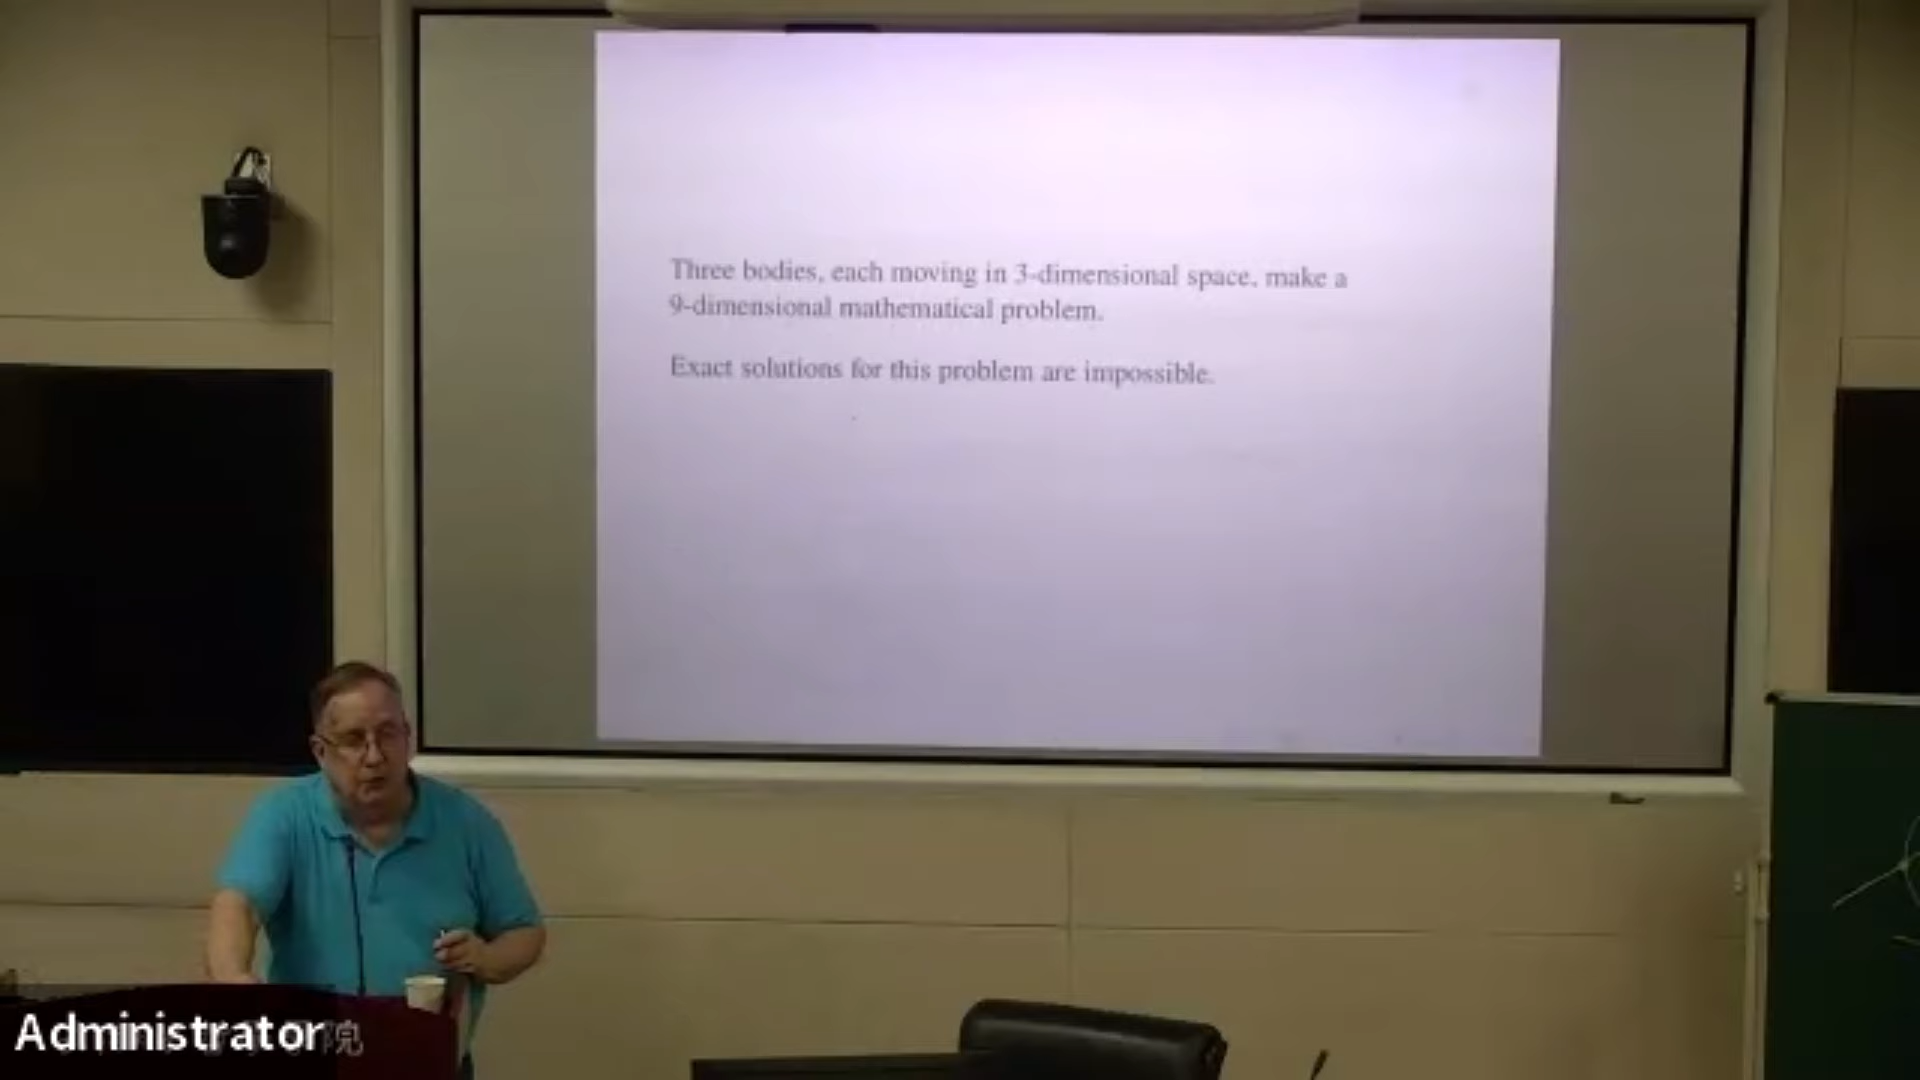 Three bodies, each moving in 3-dimensional space, make a
9-dimensional mathematical problem.
Exact solutions for this problem are impossible.
Administrator
院